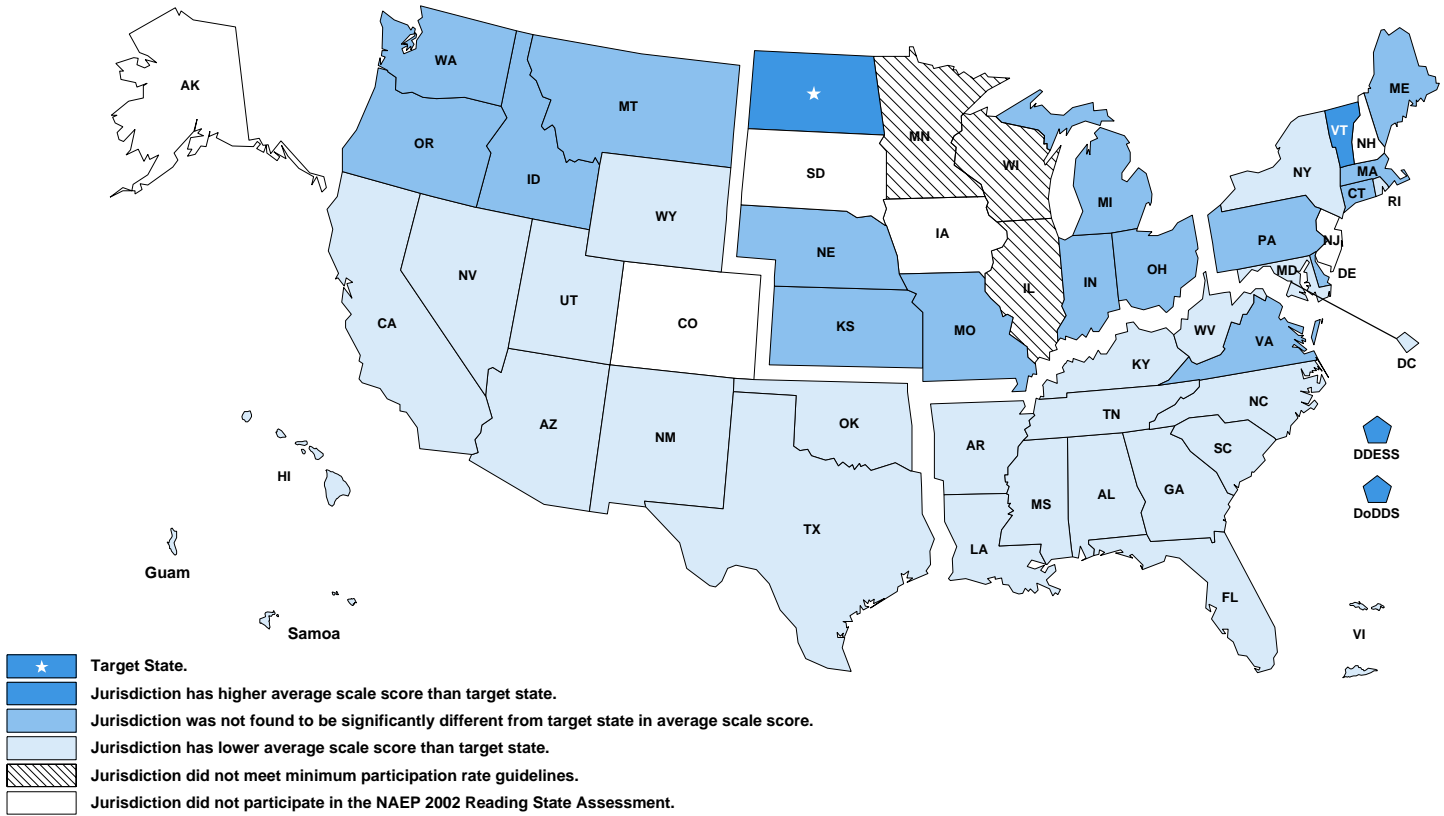 AK
WA
MT
ME
OR
ID
MN
WI
VT
NH
NY
MA
CT
RI
SD
WY
MI
IA
NE
PA
NJ
NV
UT
CO
IN
OH
MD
DE
IL
CA
KS
MO
WV
VA
DC
KY
NC
TN
AZ
NM
OK
AR
SC
DDESS
HI
MS
AL
GA
DoDDS
TX
LA
Guam
FL
Samoa
VI
Target State.
Jurisdiction has higher average scale score than target state.
Jurisdiction was not found to be significantly different from target state in average scale score.
Jurisdiction has lower average scale score than target state.
Jurisdiction did not meet minimum participation rate guidelines.
Jurisdiction did not participate in the NAEP 2002 Reading State Assessment.